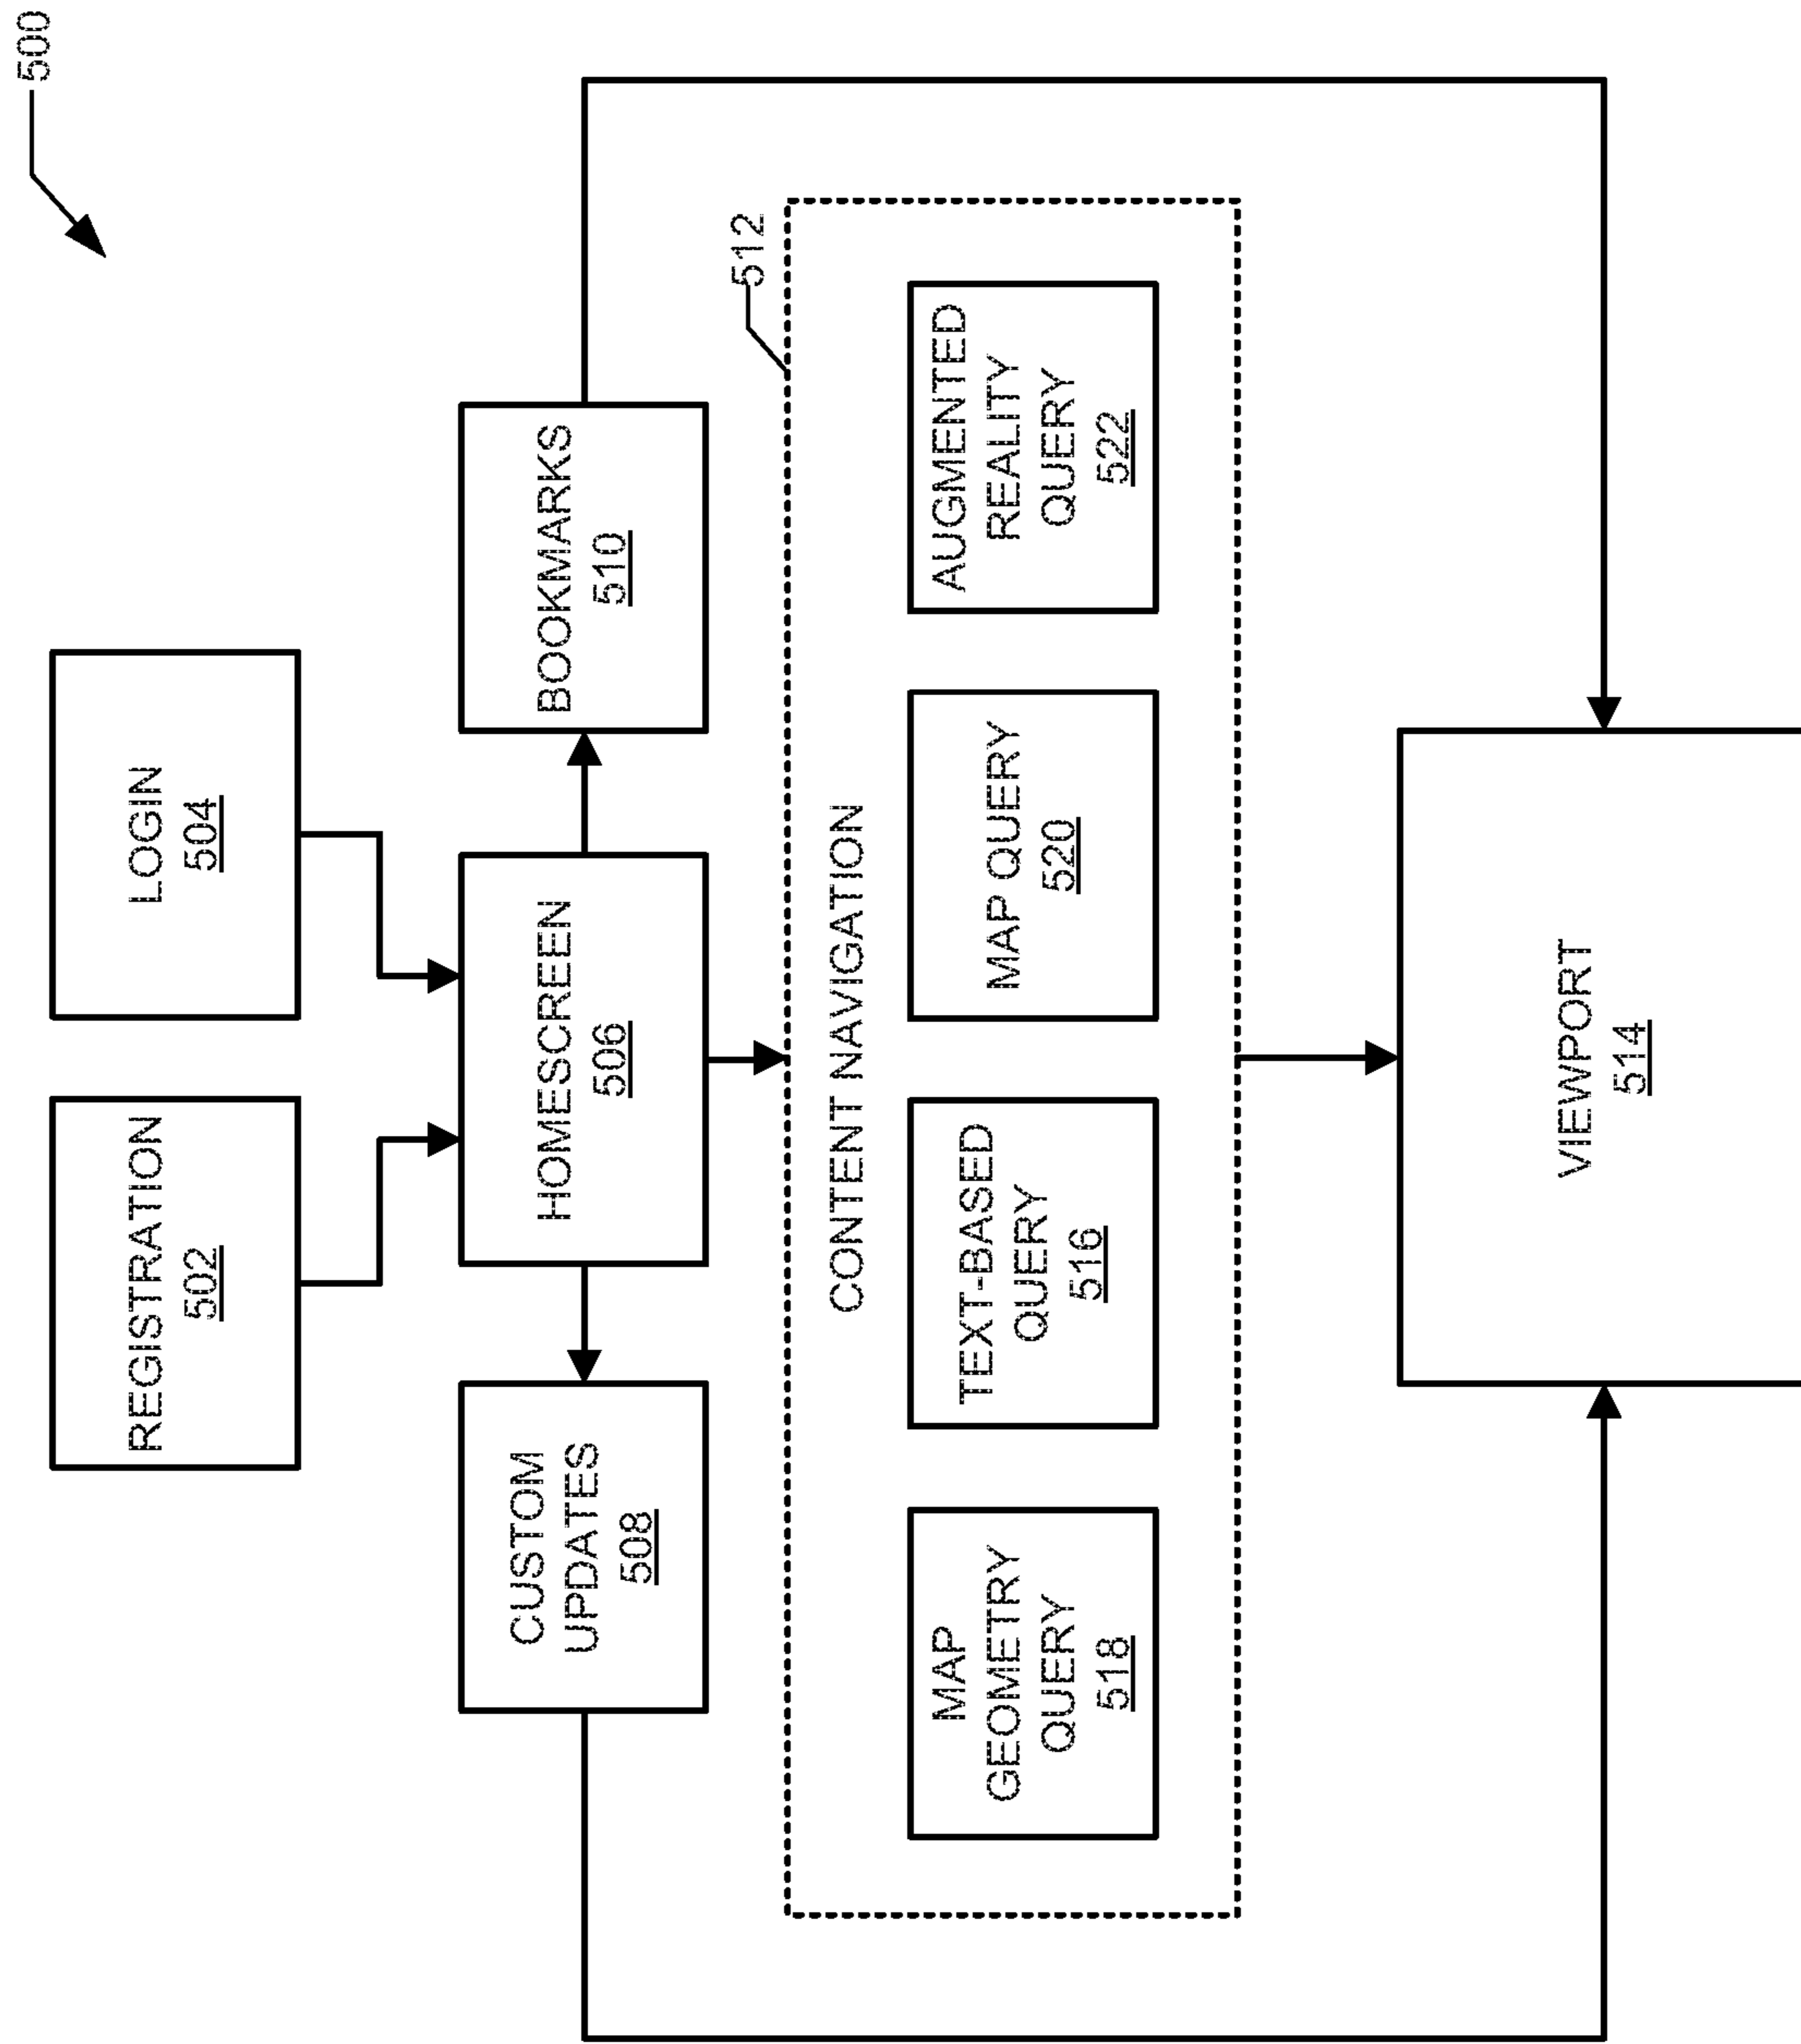 500
REGISTRATION
502
LOGIN
504
CUSTOM
UPDATES
508
HOMESCREEN
506
BOOKMARKS
510
512
CONTENT NAVIGATION
MAP
GEOMETRY
QUERY
518
TEXT-BASED
QUERY
516
MAP QUERY
520
AUGMENTED
REALITY
QUERY
522
VIEWPORT
514